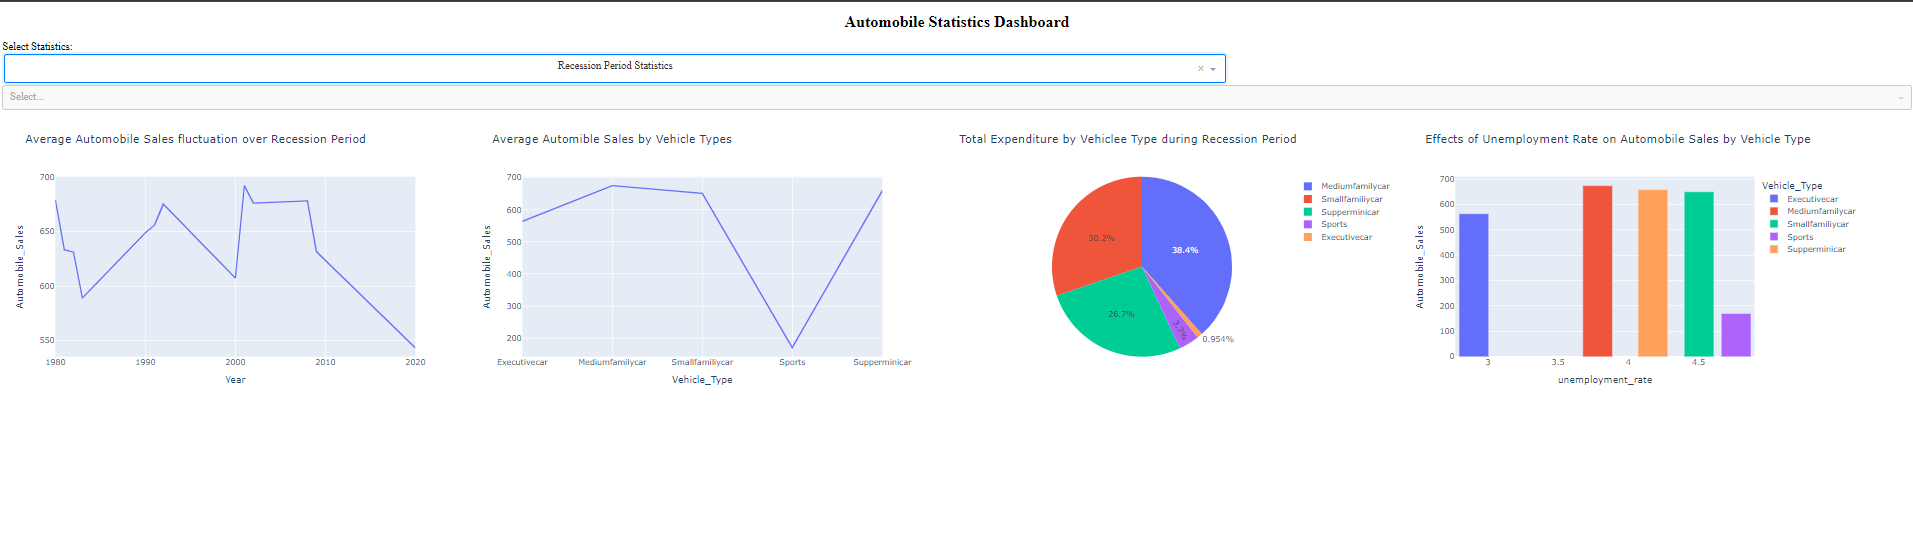 Automobile Statistics Dashboard
Select Statistics:
Recession Period Statistics
×
Select...
Average Automobile Sales fluctuation over Recession Period
700
650
600
550
Automobile_Sales
1980
1990
2000
2010
2020
Year
Average Automible Sales by Vehicle Types
700
600
500
400
300
200
Automobile_Sales
Executivecar
Mediumfamilycar
Smallfamiliycar
Sports
Supperminicar
Vehicle_Type
Total Expenditure by Vehiclee Type during Recession Period
30.2%
38.4%
26.7%
3.7%
0.954%
Mediumfamilycar
Smallfamiliycar
Supperminicar
Sports
Executivecar
Effects of Unemployment Rate on Automobile Sales by Vehicle Type
700
600
500
400
300
200
100
0
Automobile_Sales
3
3.5
4
4.5
unemployment_rate
Vehicle_Type
Executivecar
Mediumfamilycar
Smallfamiliycar
Sports
Supperminicar